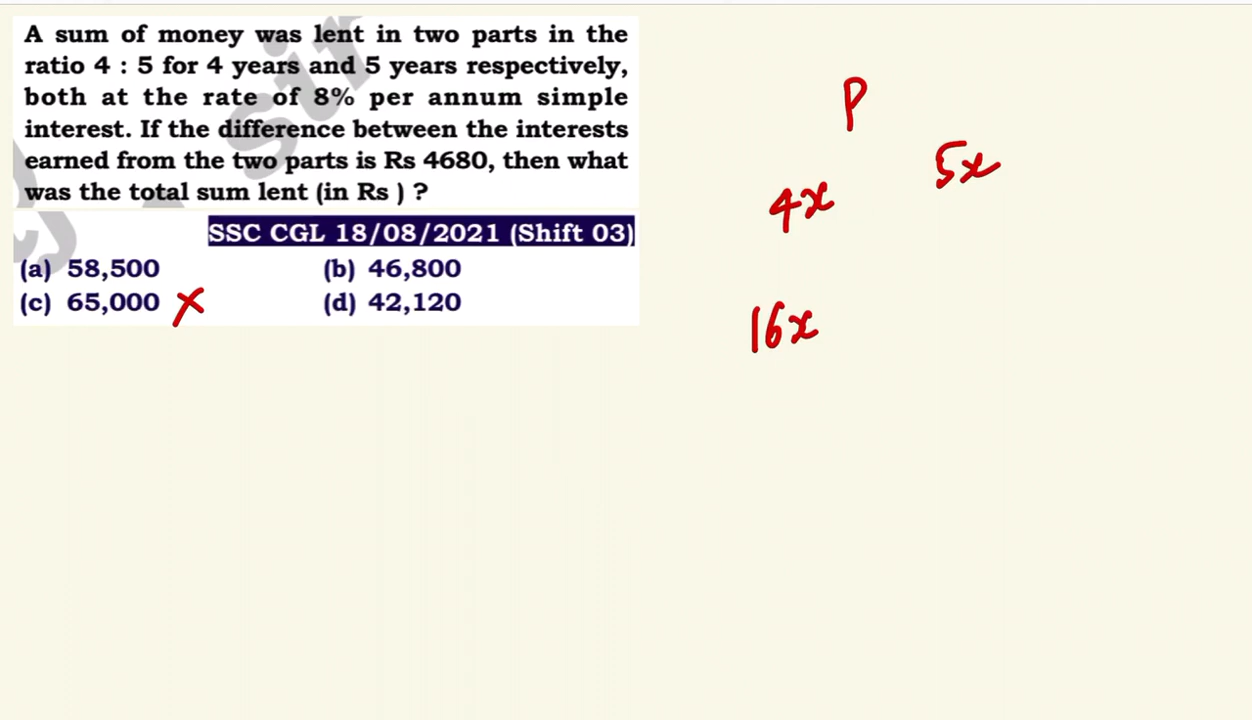 A sum of money was lent in two parts in the
ratio 4 : 5 for 4 years and 5 years respectively,
both at the rate of 8% per annum simple
interest. If the difference between the interests
earned from the two parts is Rs 4680, then what
was the total sum lent (in Rs ) ?
SSC CGL 18/08/2021 (Shift 03)
(a) 58,500 (b) 46,800
(c) 65,000 × (d) 42,120
P
4x 5x
16x
sir